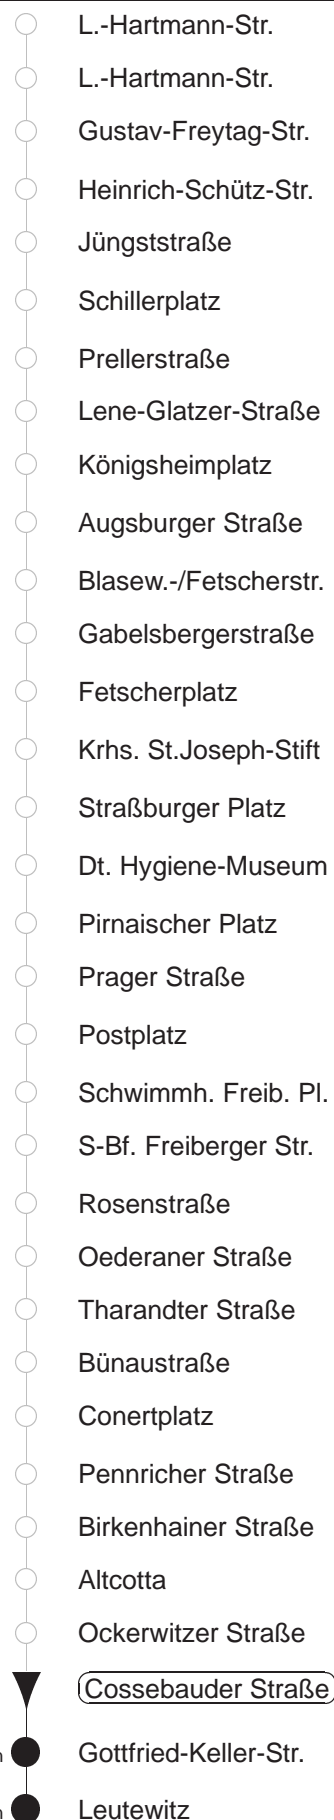 L.-Hartmann-Str.
L.-Hartmann-Str.
Gustav-Freytag-Str.
Heinrich-Schütz-Str.
Jüngststraße
Schillerplatz
Prellerstraße
Lene-Glatzer-Straße
Königsheimplatz
Augsburger Straße
Blasew.-/Fetscherstr.
Gabelsbergerstraße
Fetscherplatz
Krhs. St.Joseph-Stift
Straßburger Platz
Dt. Hygiene-Museum
Pirnaischer Platz
Prager Straße
Postplatz
Schwimmh. Freib. Pl.
S-Bf. Freiberger Str.
Rosenstraße
Oederaner Straße
Tharandter Straße
Bünaustraße
Conertplatz
Pennricher Straße
Birkenhainer Straße
Altcotta
Ockerwitzer Straße
Cossebauder Straße
Gottfried-Keller-Str.
Leutewitz